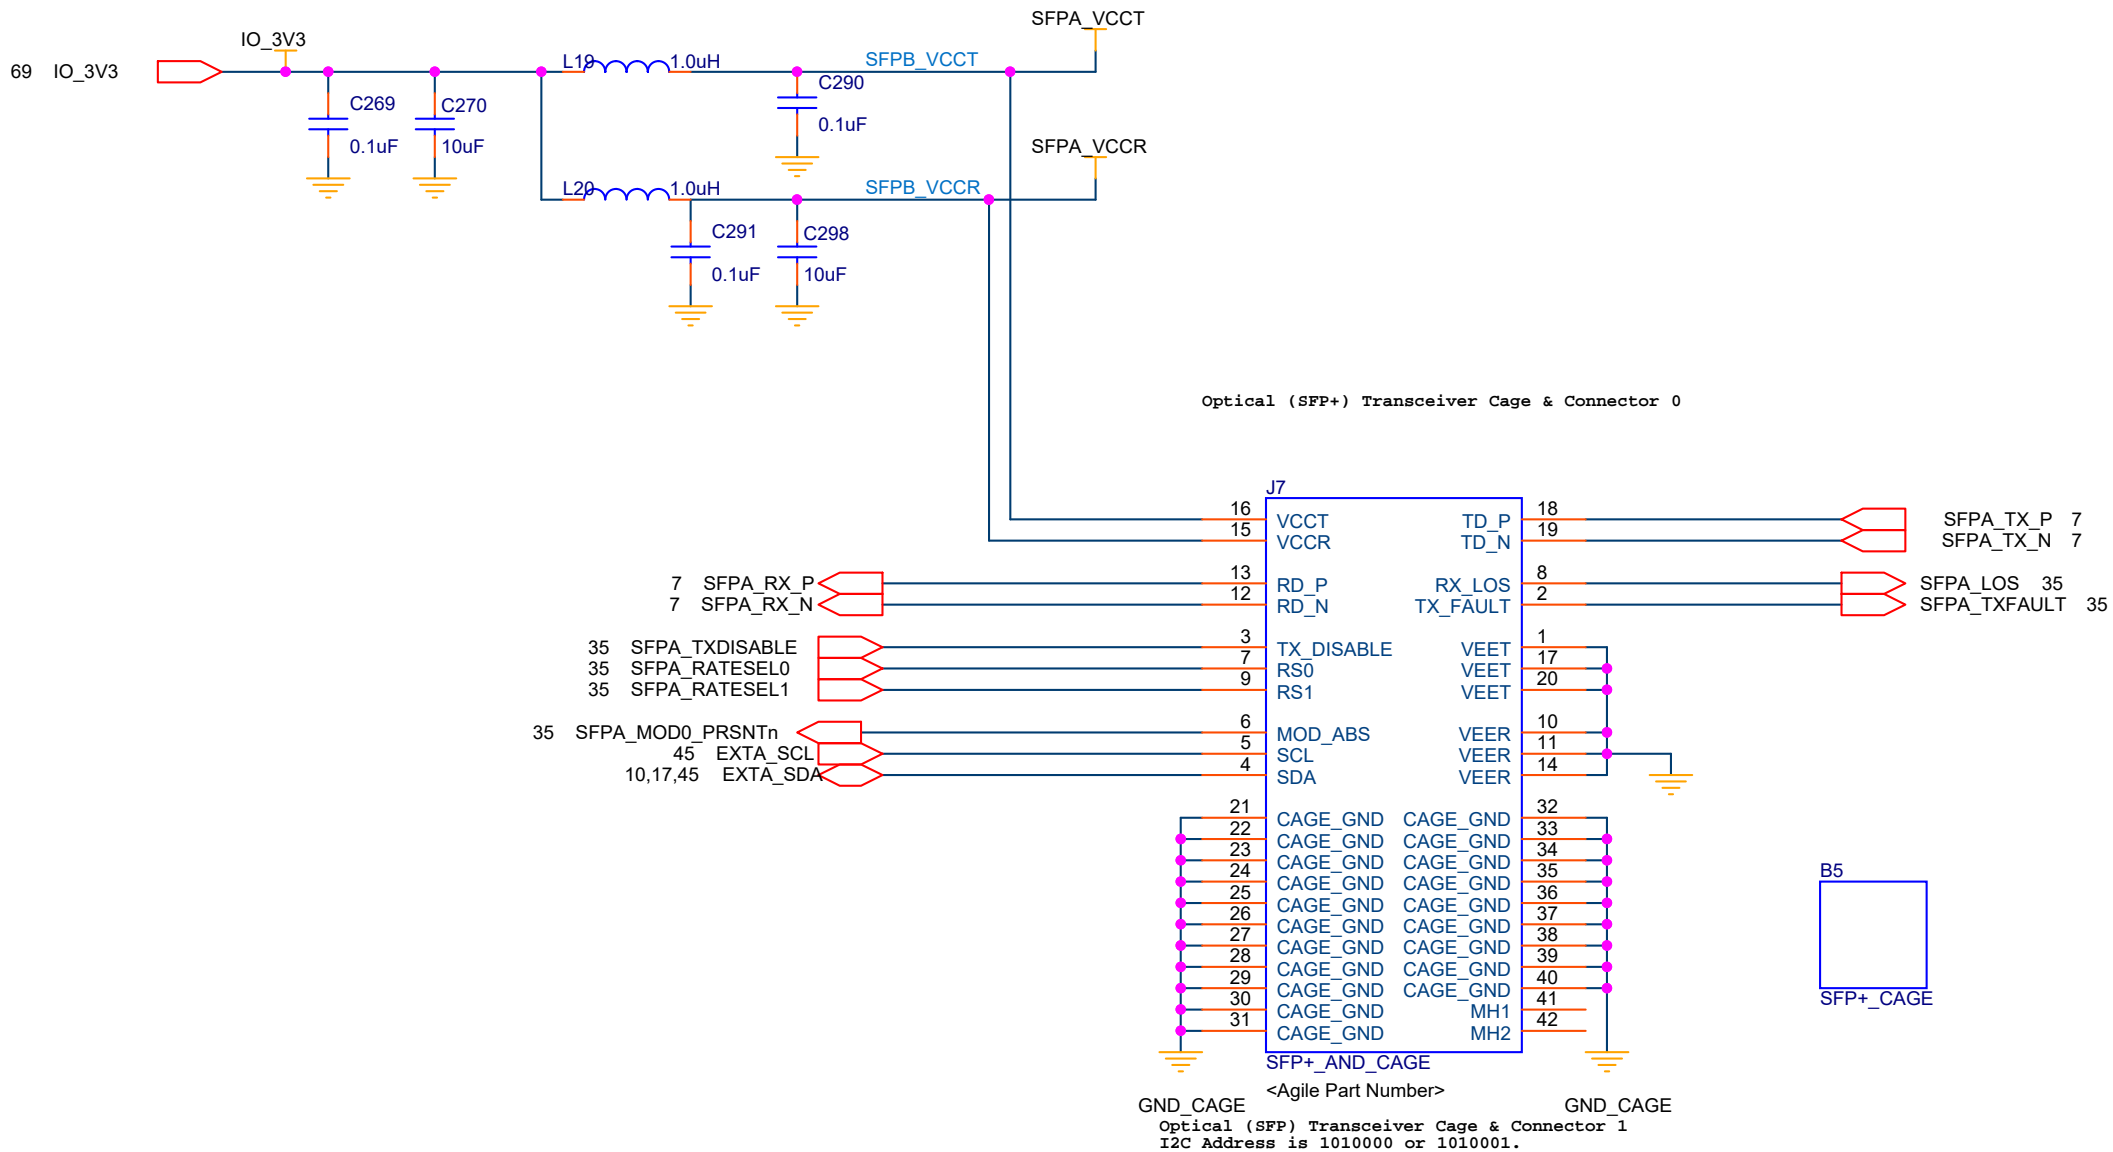 SFPA_VCCT
IO_3V3
69 IO_3V3
L19 1.0uH
SFPB_VCCT
C269
0.1uF
C270
10uF
C290
0.1uF
SFPA_VCCR
L20 1.0uH
SFPB_VCCR
C291
0.1uF
C298
10uF
Optical (SFP+) Transceiver Cage & Connector 0
J7
16 VCCT TD_P 18 SFPA_TX_P 7
15 VCCR TD_N 19 SFPA_TX_N 7
7 SFPA_RX_P 13 RD_P RX_LOS 8 SFPA_LOS 35
7 SFPA_RX_N 12 RD_N TX_FAULT 2 SFPA_TXFAULT 35
35 SFPA_TXDISABLE 3 TX_DISABLE VEET 1
35 SFPA_RATESEL0 7 RS0 VEET 17
35 SFPA_RATESEL1 9 RS1 VEET 20
35 SFPA_MOD0_PRSNTn 6 MOD_ABS VEER 10
45 EXTA_SCL 5 SCL VEER 11
10,17,45 EXTA_SDA 4 SDA VEER 14
21 CAGE_GND CAGE_GND 32
22 CAGE_GND CAGE_GND 33
23 CAGE_GND CAGE_GND 34
24 CAGE_GND CAGE_GND 35
25 CAGE_GND CAGE_GND 36
26 CAGE_GND CAGE_GND 37
27 CAGE_GND CAGE_GND 38
28 CAGE_GND CAGE_GND 39
29 CAGE_GND CAGE_GND 40
30 CAGE_GND MH1 41
31 CAGE_GND MH2 42
SFP+_AND_CAGE
<Agile Part Number>
GND_CAGE
GND_CAGE
B5
SFP+_CAGE
Optical (SFP) Transceiver Cage & Connector 1
I2C Address is 1010000 or 1010001.